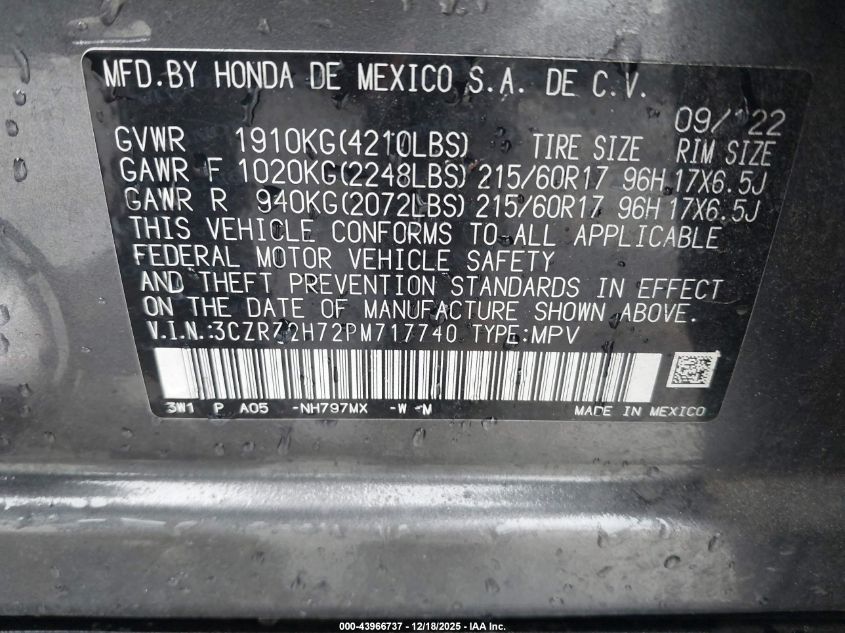 MFD.BY HONDA DE MEXICO S.A. DE C.V.
09/22
GVWR 1910KG(4210LBS) TIRE SIZE RIM SIZE
GAWR F 1020KG(2248LBS) 215/60R17 96H 17X6.5J
GAWR R 940KG(2072LBS) 215/60R17 96H 17X6.5J
THIS VEHICLE CONFORMS TO ALL APPLICABLE
FEDERAL MOTOR VEHICLE SAFETY
AND THEFT PREVENTION STANDARDS IN EFFECT
ON THE DATE OF MANUFACTURE SHOWN ABOVE.
V.I.N.:3CZRZ2H72PM717740 TYPE:MPV
3W1 P A05 -NH797MX -W -M MADE IN MEXICO
000-43966737 - 12/18/2025 - IAA Inc.